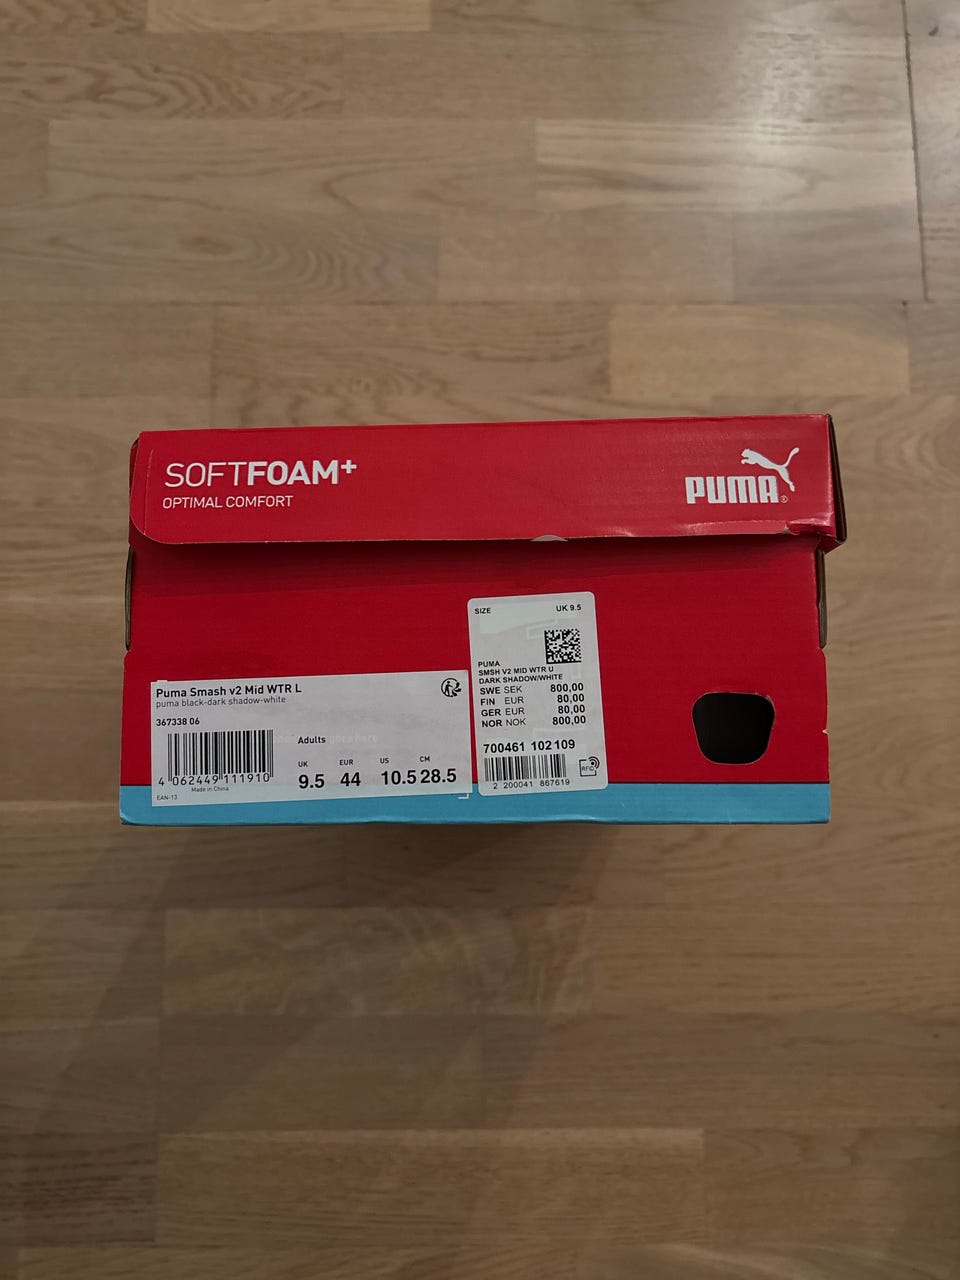 SOFTFOAM+
OPTIMAL COMFORT
PUMA®
Puma Smash v2 Mid WTR L
puma black-dark shadow-white
367338 06
4 062449 111910
Made in China
EAN-13
Adults
UK EUR US CM
9.5 44 10.5 28.5
SIZE UK 9.5
PUMA
SMSH V2 MID WTR U
DARK SHADOW/WHITE
SWE SEK 800,00
FIN EUR 80,00
GER EUR 80,00
NOR NOK 800,00
700461 102 109
2 200041 867619
RFID